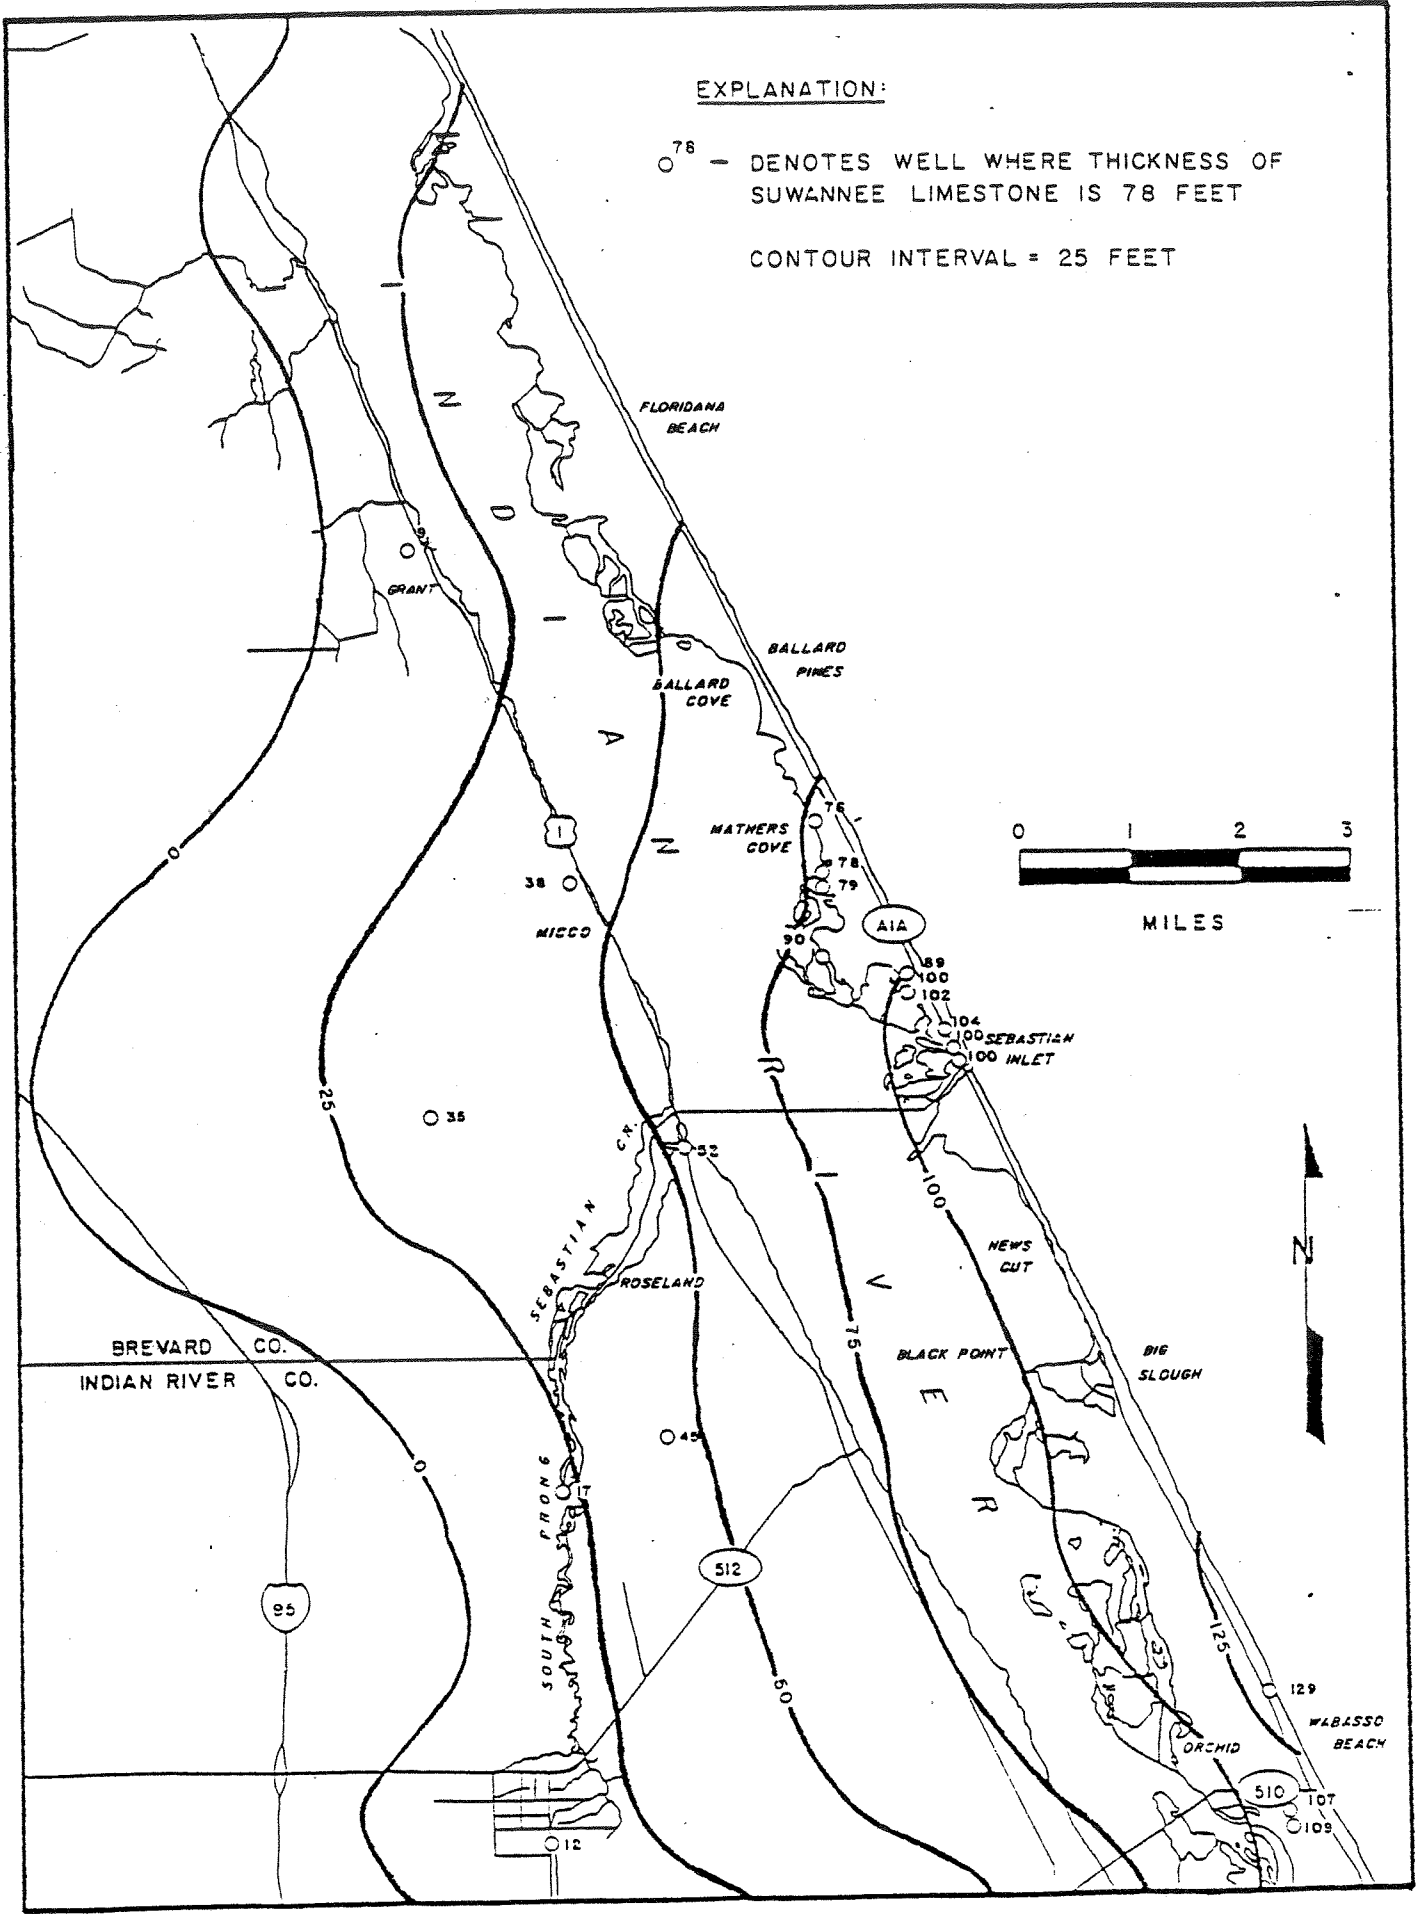 EXPLANATION:
78 – DENOTES WELL WHERE THICKNESS OF
SUWANNEE LIMESTONE IS 78 FEET
CONTOUR INTERVAL = 25 FEET
FLORIDANA
BEACH
GRANT
BALLARD
PINES
BALLARD
COVE
INDIAN RIVER
0
1
38
MICCO
MATHERS
COVE
76
78
79
90
A1A
89
100
102
104
100
100
SEBASTIAN
INLET
0 1 2 3
MILES
25
35
52
SEBASTIAN CR.
ROSELAND
100
NEWS
CUT
N
BREVARD CO.
INDIAN RIVER CO.
75
BLACK POINT
BIG
SLOUGH
0
45
17
SOUTH PRONG
512
95
50
125
129
WABASSO
BEACH
ORCHID
510
107
109
12